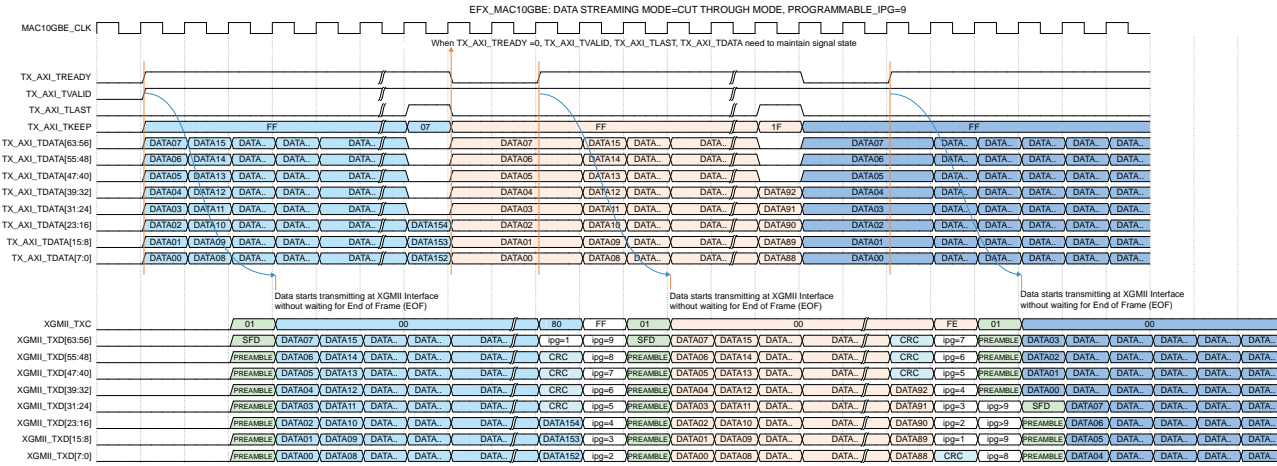 EFX_MAC10GBE: DATA STREAMING MODE=CUT THROUGH MODE, PROGRAMMABLE_IPG=9
MAC10GBE_CLK
When TX_AXI_TREADY =0, TX_AXI_TVALID, TX_AXI_TLAST, TX_AXI_TDATA need to maintain signal state
TX_AXI_TREADY
TX_AXI_TVALID
TX_AXI_TLAST
TX_AXI_TKEEP FF 07 FF 1F FF
TX_AXI_TDATA[63:56] DATA07 DATA15 DATA.. DATA.. DATA.. DATA07 DATA15 DATA.. DATA.. DATA07 DATA.. DATA.. DATA.. DATA..
TX_AXI_TDATA[55:48] DATA06 DATA14 DATA.. DATA.. DATA.. DATA06 DATA14 DATA.. DATA.. DATA06 DATA.. DATA.. DATA.. DATA..
TX_AXI_TDATA[47:40] DATA05 DATA13 DATA.. DATA.. DATA.. DATA05 DATA13 DATA.. DATA.. DATA05 DATA.. DATA.. DATA.. DATA..
TX_AXI_TDATA[39:32] DATA04 DATA12 DATA.. DATA.. DATA.. DATA04 DATA12 DATA.. DATA.. DATA92 DATA04 DATA.. DATA.. DATA.. DATA..
TX_AXI_TDATA[31:24] DATA03 DATA11 DATA.. DATA.. DATA.. DATA03 DATA11 DATA.. DATA.. DATA91 DATA03 DATA.. DATA.. DATA.. DATA..
TX_AXI_TDATA[23:16] DATA02 DATA10 DATA.. DATA.. DATA.. DATA154 DATA02 DATA10 DATA.. DATA.. DATA90 DATA02 DATA.. DATA.. DATA.. DATA..
TX_AXI_TDATA[15:8] DATA01 DATA09 DATA.. DATA.. DATA.. DATA153 DATA01 DATA09 DATA.. DATA.. DATA89 DATA01 DATA.. DATA.. DATA.. DATA..
TX_AXI_TDATA[7:0] DATA00 DATA08 DATA.. DATA.. DATA.. DATA152 DATA00 DATA08 DATA.. DATA.. DATA88 DATA00 DATA.. DATA.. DATA.. DATA..
Data starts transmitting at XGMII Interface
without waiting for End of Frame (EOF)
Data starts transmitting at XGMII Interface
without waiting for End of Frame (EOF)
Data starts transmitting at XGMII Interface
without waiting for End of Frame (EOF)
XGMII_TXC 01 00 80 FF 01 00 FE 01 00
XGMII_TXD[63:56] SFD DATA07 DATA15 DATA.. DATA.. DATA.. ipg=1 ipg=9 SFD DATA07 DATA15 DATA.. DATA.. DATA.. CRC ipg=7 PREAMBLE DATA03 DATA.. DATA.. DATA.. DATA.. DATA..
XGMII_TXD[55:48] PREAMBLE DATA06 DATA14 DATA.. DATA.. DATA.. CRC ipg=8 PREAMBLE DATA06 DATA14 DATA.. DATA.. DATA.. CRC ipg=6 PREAMBLE DATA02 DATA.. DATA.. DATA.. DATA.. DATA..
XGMII_TXD[47:40] PREAMBLE DATA05 DATA13 DATA.. DATA.. DATA.. CRC ipg=7 PREAMBLE DATA05 DATA13 DATA.. DATA.. DATA.. CRC ipg=5 PREAMBLE DATA01 DATA.. DATA.. DATA.. DATA.. DATA..
XGMII_TXD[39:32] PREAMBLE DATA04 DATA12 DATA.. DATA.. DATA.. CRC ipg=6 PREAMBLE DATA04 DATA12 DATA.. DATA.. DATA.. DATA92 ipg=4 PREAMBLE DATA00 DATA.. DATA.. DATA.. DATA.. DATA..
XGMII_TXD[31:24] PREAMBLE DATA03 DATA11 DATA.. DATA.. DATA.. CRC ipg=5 PREAMBLE DATA03 DATA11 DATA.. DATA.. DATA.. DATA91 ipg=3 ipg>9 SFD DATA07 DATA.. DATA.. DATA.. DATA..
XGMII_TXD[23:16] PREAMBLE DATA02 DATA10 DATA.. DATA.. DATA.. DATA154 ipg=4 PREAMBLE DATA02 DATA10 DATA.. DATA.. DATA.. DATA90 ipg=2 ipg>9 PREAMBLE DATA06 DATA.. DATA.. DATA.. DATA..
XGMII_TXD[15:8] PREAMBLE DATA01 DATA09 DATA.. DATA.. DATA.. DATA153 ipg=3 PREAMBLE DATA01 DATA09 DATA.. DATA.. DATA.. DATA89 ipg=1 ipg=9 PREAMBLE DATA05 DATA.. DATA.. DATA.. DATA..
XGMII_TXD[7:0] PREAMBLE DATA00 DATA08 DATA.. DATA.. DATA.. DATA152 ipg=2 PREAMBLE DATA00 DATA08 DATA.. DATA.. DATA.. DATA88 CRC ipg=8 PREAMBLE DATA04 DATA.. DATA.. DATA.. DATA..